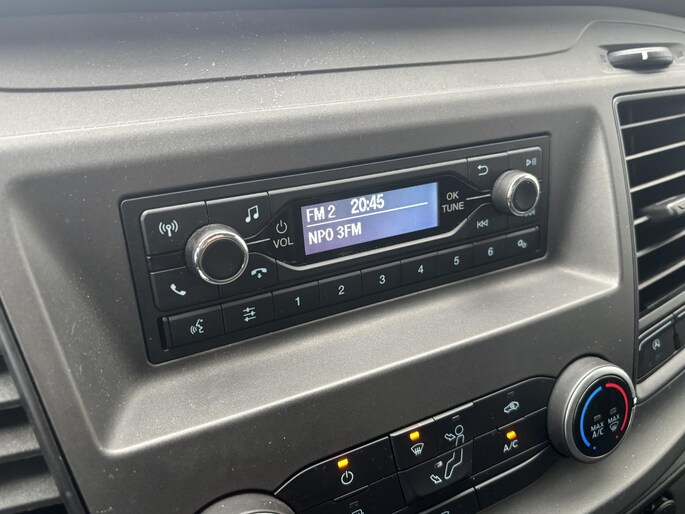 FM 2 20:45
NPO 3FM
VOL
OK
TUNE
1 2 3 4 5 6
MAX
A/C
MAX
A/C